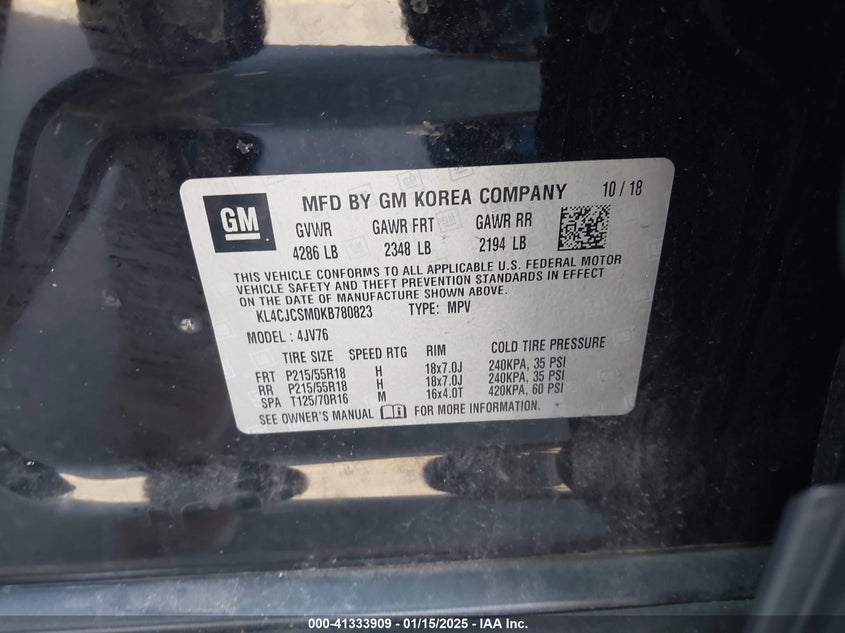 GM
MFD BY GM KOREA COMPANY 10 / 18
GVWR GAWR FRT GAWR RR
4286 LB 2348 LB 2194 LB
THIS VEHICLE CONFORMS TO ALL APPLICABLE U.S. FEDERAL MOTOR
VEHICLE SAFETY AND THEFT PREVENTION STANDARDS IN EFFECT
ON THE DATE OF MANUFACTURE SHOWN ABOVE.
KL4CJCSM0KB780823 TYPE: MPV
MODEL : 4JV76
TIRE SIZE SPEED RTG RIM COLD TIRE PRESSURE
FRT P215/55R18 H 18x7.0J 240KPA, 35 PSI
RR P215/55R18 H 18x7.0J 240KPA, 35 PSI
SPA T125/70R16 M 16x4.0T 420KPA, 60 PSI
SEE OWNER'S MANUAL FOR MORE INFORMATION.
000-41333909 - 01/15/2025 - IAA Inc.